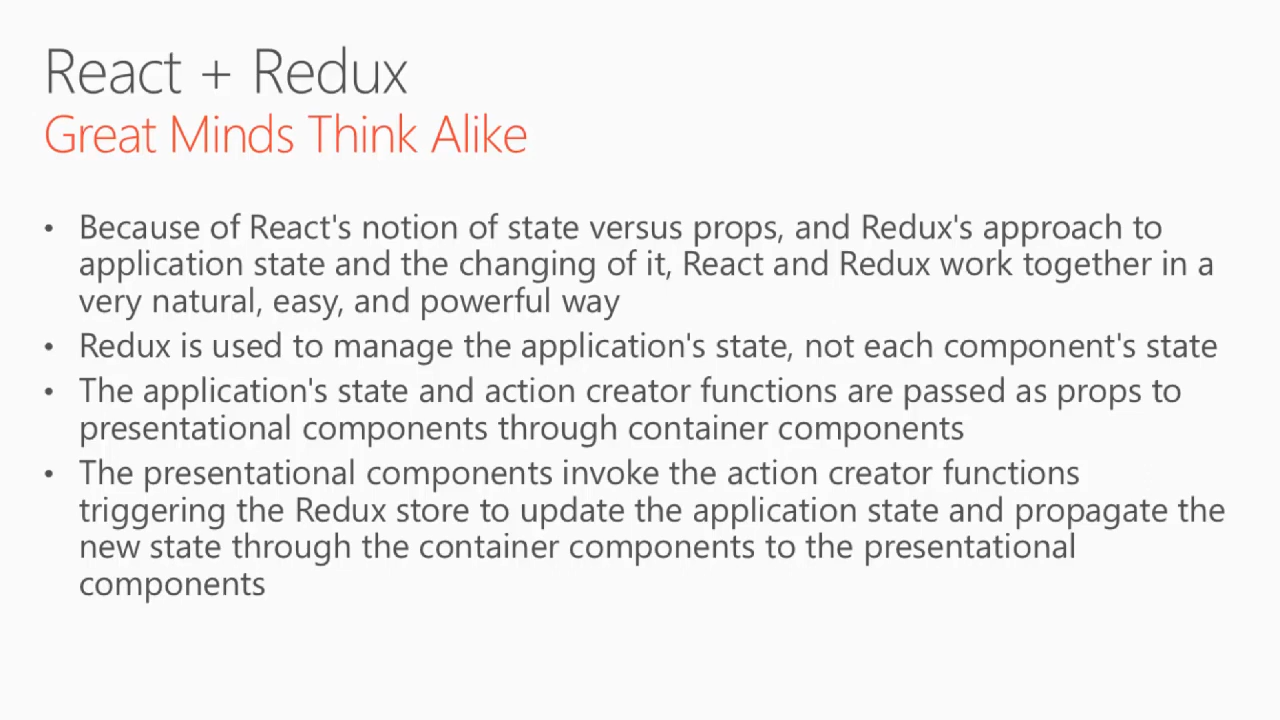 React + Redux
Great Minds Think Alike
• Because of React's notion of state versus props, and Redux's approach to
application state and the changing of it, React and Redux work together in a
very natural, easy, and powerful way
• Redux is used to manage the application's state, not each component's state
• The application's state and action creator functions are passed as props to
presentational components through container components
• The presentational components invoke the action creator functions
triggering the Redux store to update the application state and propagate the
new state through the container components to the presentational
components